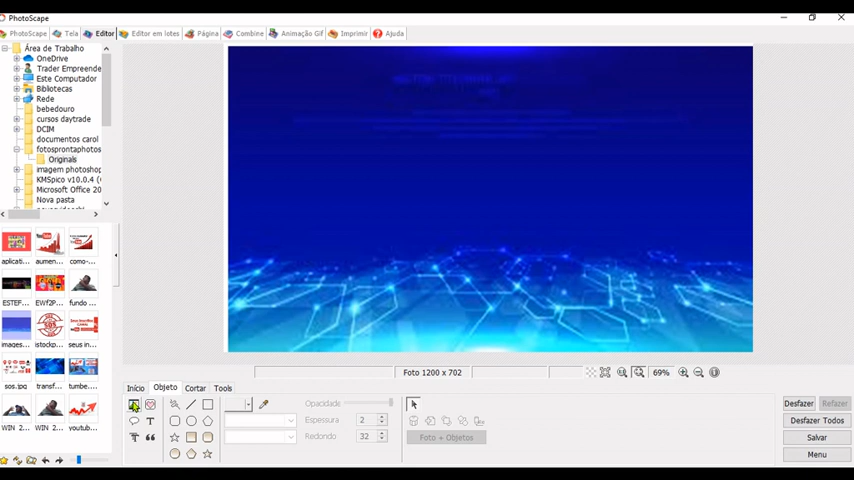 PhotoScape
PhotoScape Tela Editor Editor em lotes Página Combine Animação Gif Imprimir Ajuda
Área de Trabalho
OneDrive
Trader Empreende
Este Computador
Bibliotecas
Rede
bebedouro
cursos daytrade
DCIM
documentos carol
fotosprontaphotos
Originals
imagem photoshop
KMSpico v10.0.4 (
Microsoft Office 20
Nova pasta
aplicati... aumen... como-...
ESTEF... EWf2P... fundo ...
images... istockp... seus in...
sos.jpg transf... tumbe...
WIN 2... WIN 2... youtub...
Foto 1200 x 702
69%
Início Objeto Cortar Tools
Opacidade
Espessura 2
Redondo 32
Foto + Objetos
Desfazer Refazer
Desfazer Todos
Salvar
Menu